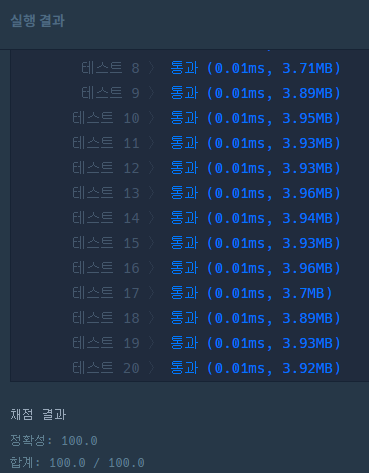 실행 결과
테스트 8 〉 통과 (0.01ms, 3.71MB)
테스트 9 〉 통과 (0.01ms, 3.89MB)
테스트 10 〉 통과 (0.01ms, 3.95MB)
테스트 11 〉 통과 (0.01ms, 3.93MB)
테스트 12 〉 통과 (0.01ms, 3.93MB)
테스트 13 〉 통과 (0.01ms, 3.96MB)
테스트 14 〉 통과 (0.01ms, 3.94MB)
테스트 15 〉 통과 (0.01ms, 3.93MB)
테스트 16 〉 통과 (0.01ms, 3.96MB)
테스트 17 〉 통과 (0.01ms, 3.7MB)
테스트 18 〉 통과 (0.01ms, 3.89MB)
테스트 19 〉 통과 (0.01ms, 3.93MB)
테스트 20 〉 통과 (0.01ms, 3.92MB)
채점 결과
정확성: 100.0
합계: 100.0 / 100.0